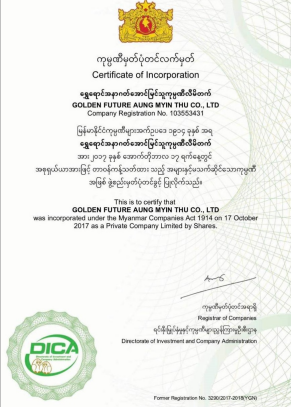 ကုမ္ပဏီမှတ်ပုံတင်လက်မှတ်
Certificate of Incorporation
ရွှေရောင်အနာဂတ်အောင်မြင်သူကုမ္ပဏီလီမိတက်
GOLDEN FUTURE AUNG MYIN THU CO., LTD
Company Registration No. 103553431
မြန်မာနိုင်ငံကုမ္ပဏီများအက်ဥပဒေ ၁၉၁၄ ခုနှစ် အရ
ရွှေရောင်အနာဂတ်အောင်မြင်သူကုမ္ပဏီလီမိတက်
အား ၂၀၁၇ ခုနှစ် အောက်တိုဘာလ ၁၇ ရက်နေ့တွင်
အစုရှယ်ယာအားဖြင့် တာဝန်ကန့်သတ်ထား သည့် အများနှင့်မသက်ဆိုင်သောကုမ္ပဏီ
အဖြစ် ဖွဲ့စည်းမှတ်ပုံတင်ခွင့် ပြုလိုက်သည်။
This is to certify that
GOLDEN FUTURE AUNG MYIN THU CO., LTD
was incorporated under the Myanmar Companies Act 1914 on 17 October
2017 as a Private Company Limited by Shares.
ကုမ္ပဏီမှတ်ပုံတင်အရာရှိ
Registrar of Companies
ရင်းနှီးမြှုပ်နှံမှုနှင့်ကုမ္ပဏီများညွှန်ကြားမှုဦးစီးဌာန
Directorate of Investment and Company Administration
DICA
Former Registration No. 3290/2017-2018(YGN)